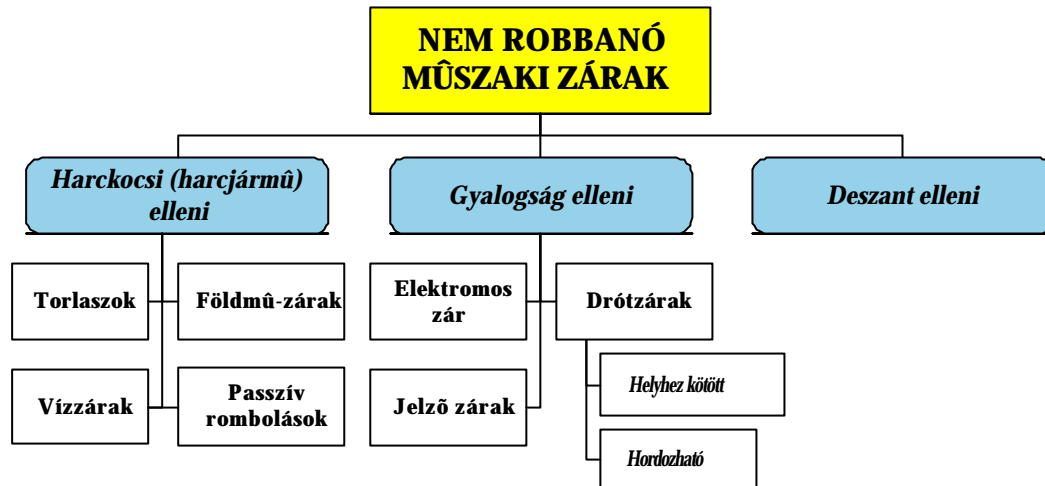 NEM ROBBANÓ
MÛSZAKI ZÁRAK
Harckocsi (harcjármû)
elleni
Gyalogság elleni
Deszant elleni
Torlaszok
Földmû-zárak
Elektromos
zár
Drótzárak
Helyhez kötött
Vízzárak
Passzív
rombolások
Jelzõ zárak
Hordozható